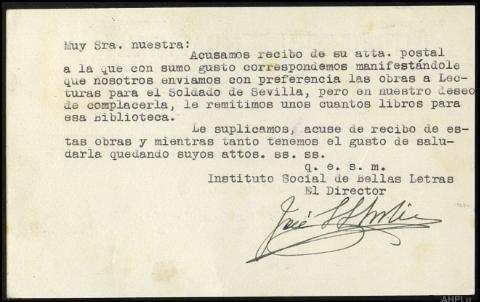 Muy Sra. nuestra:
Acusamos recibo de su atta. postal
a la que con sumo gusto correspondemos manifestándole
que nosotros enviamos con preferencia las obras a Lec-
turas para el Soldado de Sevilla, pero en nuestro deseo
de complacerla, le remitimos unos cuantos libros para
esa Biblioteca.
Le suplicamos, acuse de recibo de es-
tas obras y mientras tanto tenemos el gusto de salu-
darla quedando suyos attos. ss. ss.
q. e. s. m.
Instituto Social de Bellas Letras
El Director
José
AHPLu